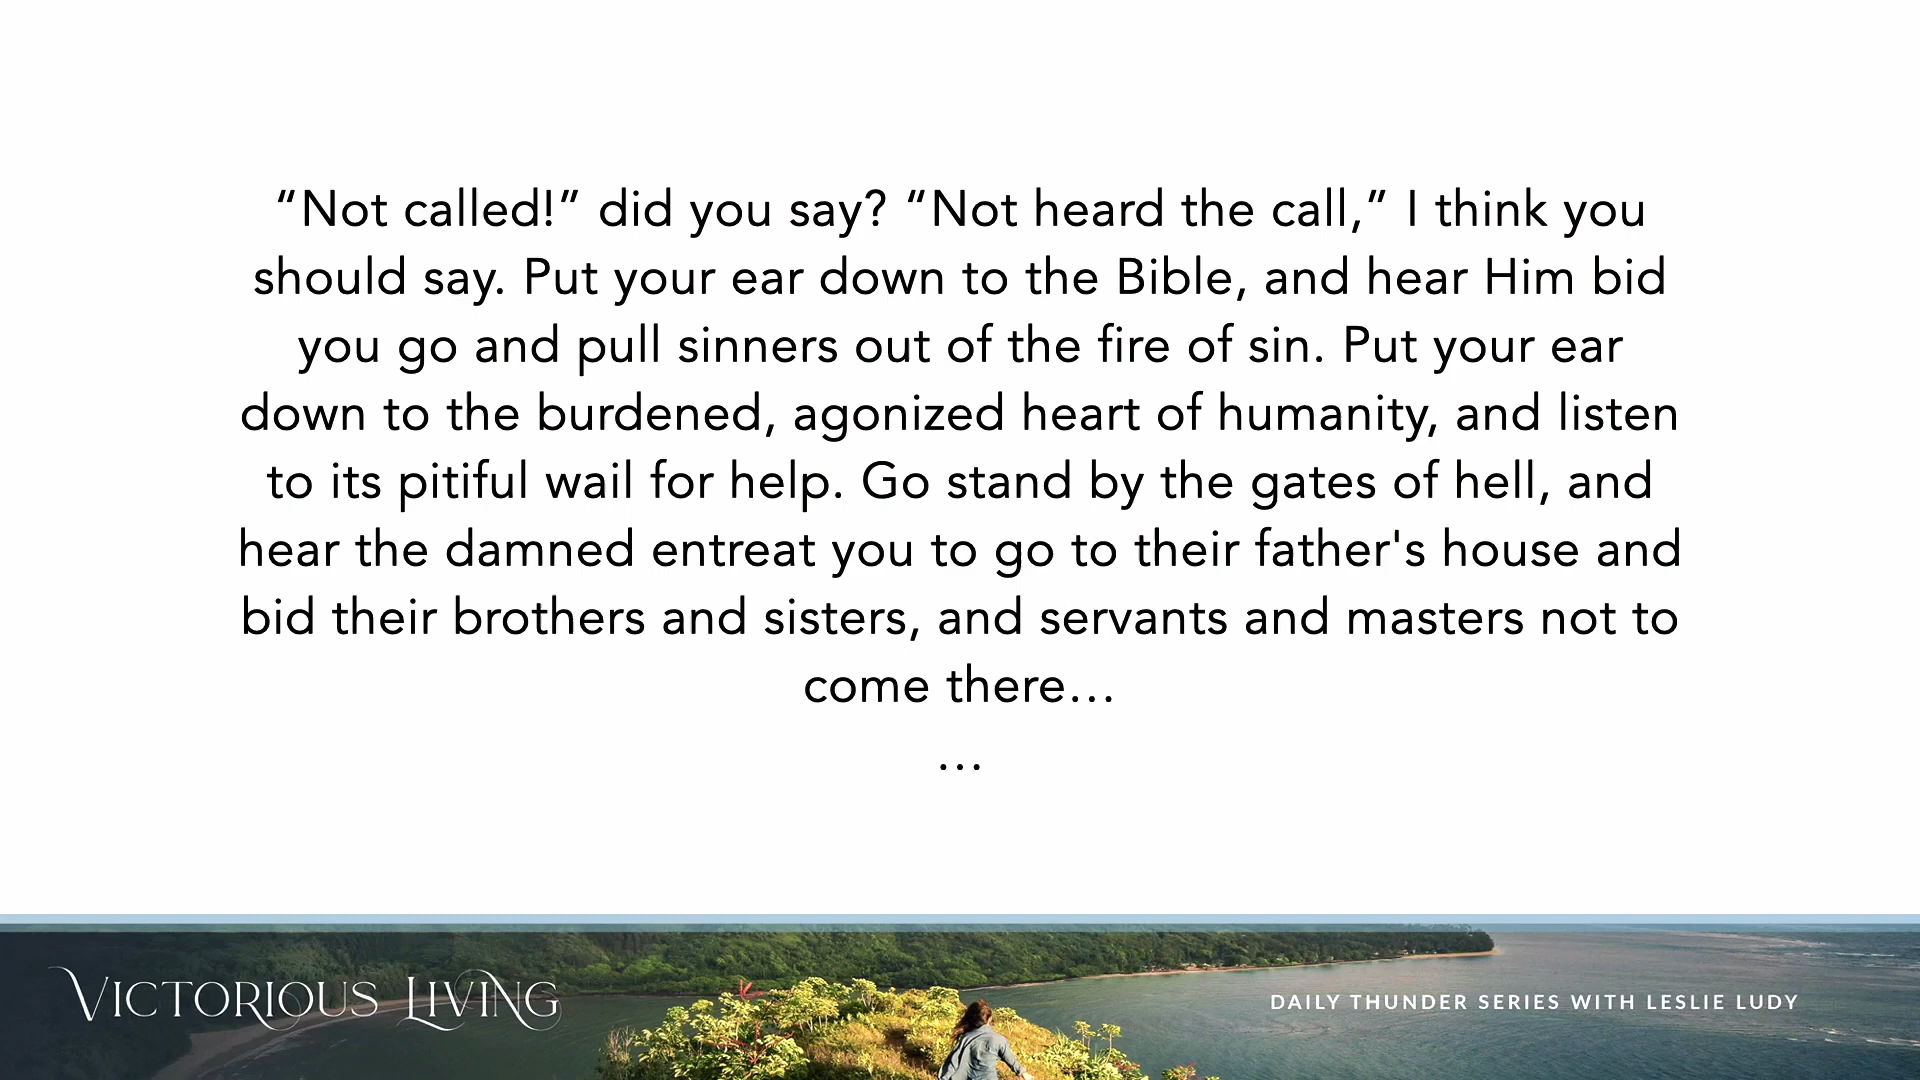 “Not called!” did you say? “Not heard the call,” I think you
should say. Put your ear down to the Bible, and hear Him bid
you go and pull sinners out of the fire of sin. Put your ear
down to the burdened, agonized heart of humanity, and listen
to its pitiful wail for help. Go stand by the gates of hell, and
hear the damned entreat you to go to their father's house and
bid their brothers and sisters, and servants and masters not to
come there…
…
VICTORIOUS LIVING
DAILY THUNDER SERIES WITH LESLIE LUDY